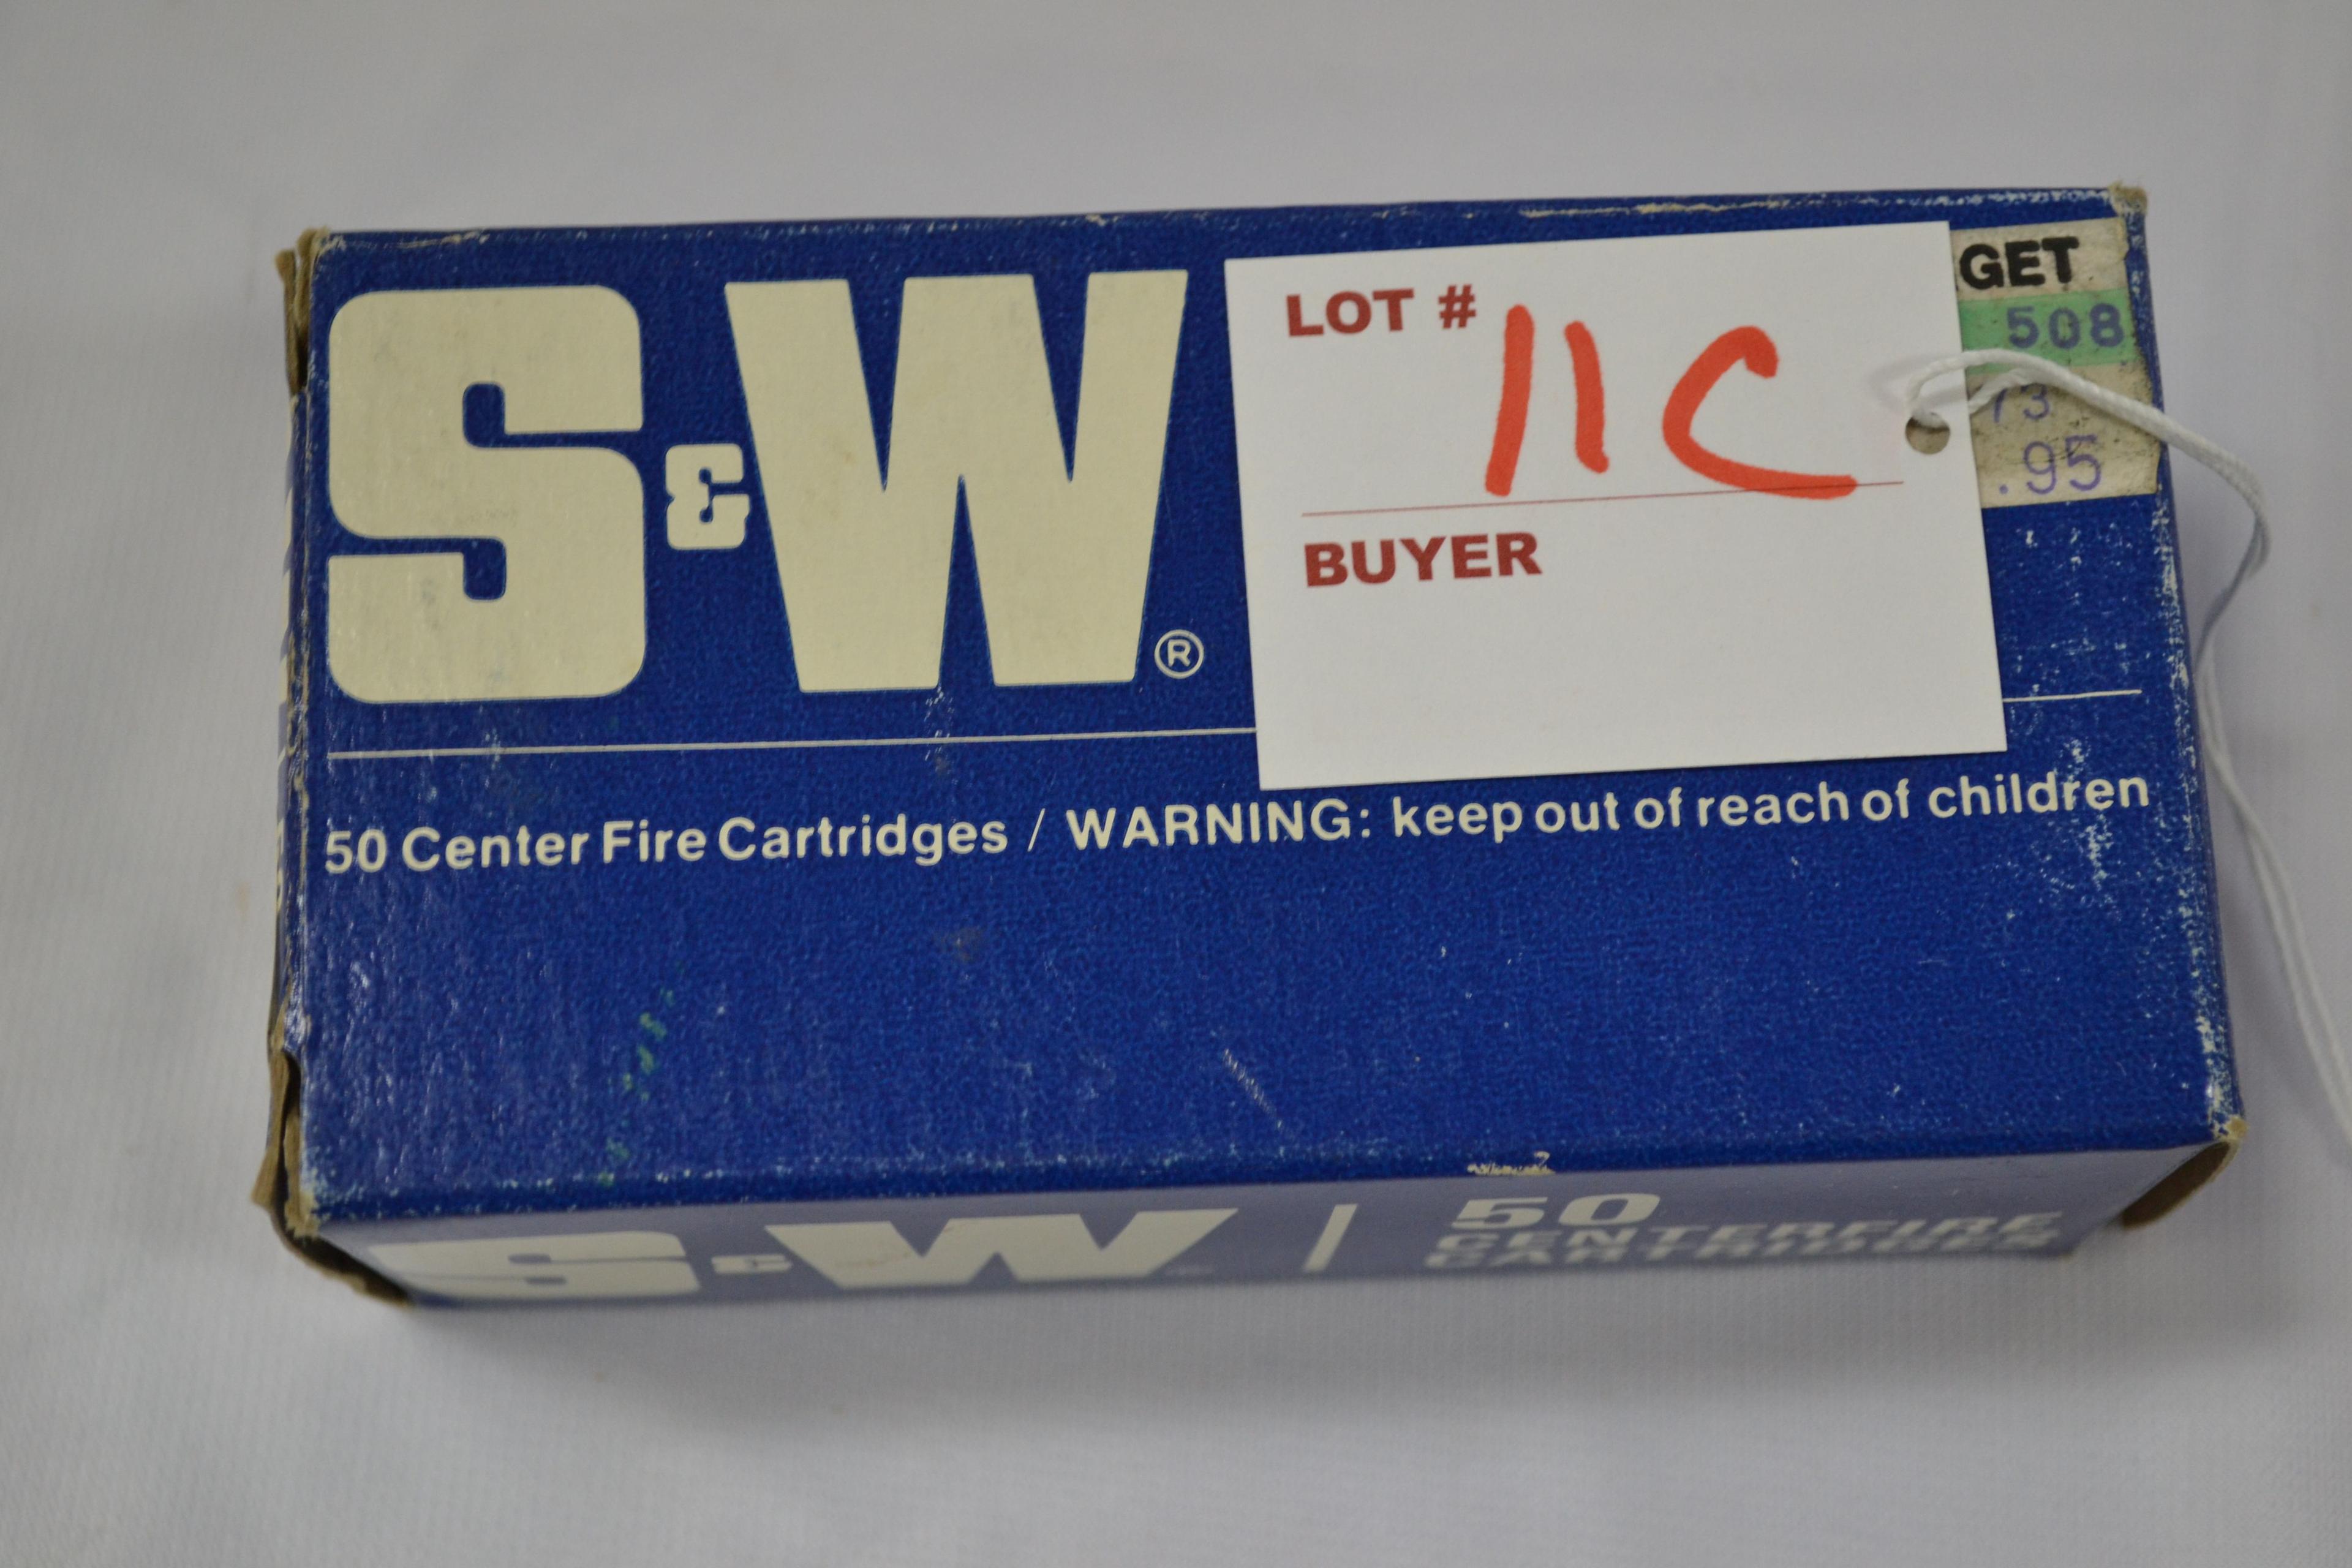 S&W®
LOT # 11C
BUYER
GET
508
73
.95
50 Center Fire Cartridges / WARNING: keep out of reach of children
S&W | 50
CENTERFIRE
CARTRIDGES